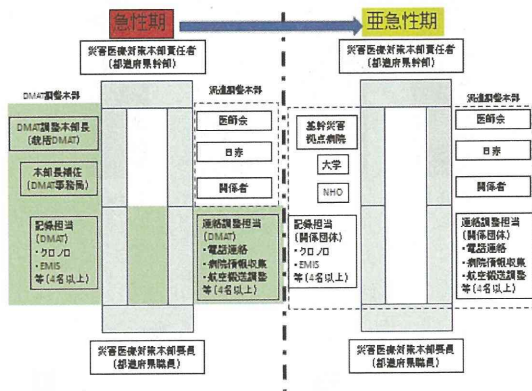 急性期
災害医療対策本部責任者
(都道府県幹部)
DMAT調整本部
派遣調整本部
DMAT調整本部長
(統括DMAT)
本部長補佐
(DMAT事務局)
記録担当
(DMAT)
・クロノロ
・EMIS
等(4名以上)
医師会
日赤
関係者
連絡調整担当
(DMAT)
・電話連絡
・病院情報収集
・航空搬送調整
等(4名以上)
災害医療対策本部要員
(都道府県職員)
亜急性期
災害医療対策本部責任者
(都道府県幹部)
派遣調整本部
基幹災害
拠点病院
大学
NHO
記録担当
(関係団体)
・クロノロ
・EMIS
等(4名以上)
医師会
日赤
関係者
連絡調整担当
(関係団体)
・電話連絡
・病院情報収集
・航空搬送調整
等(4名以上)
災害医療対策本部要員
(都道府県職員)